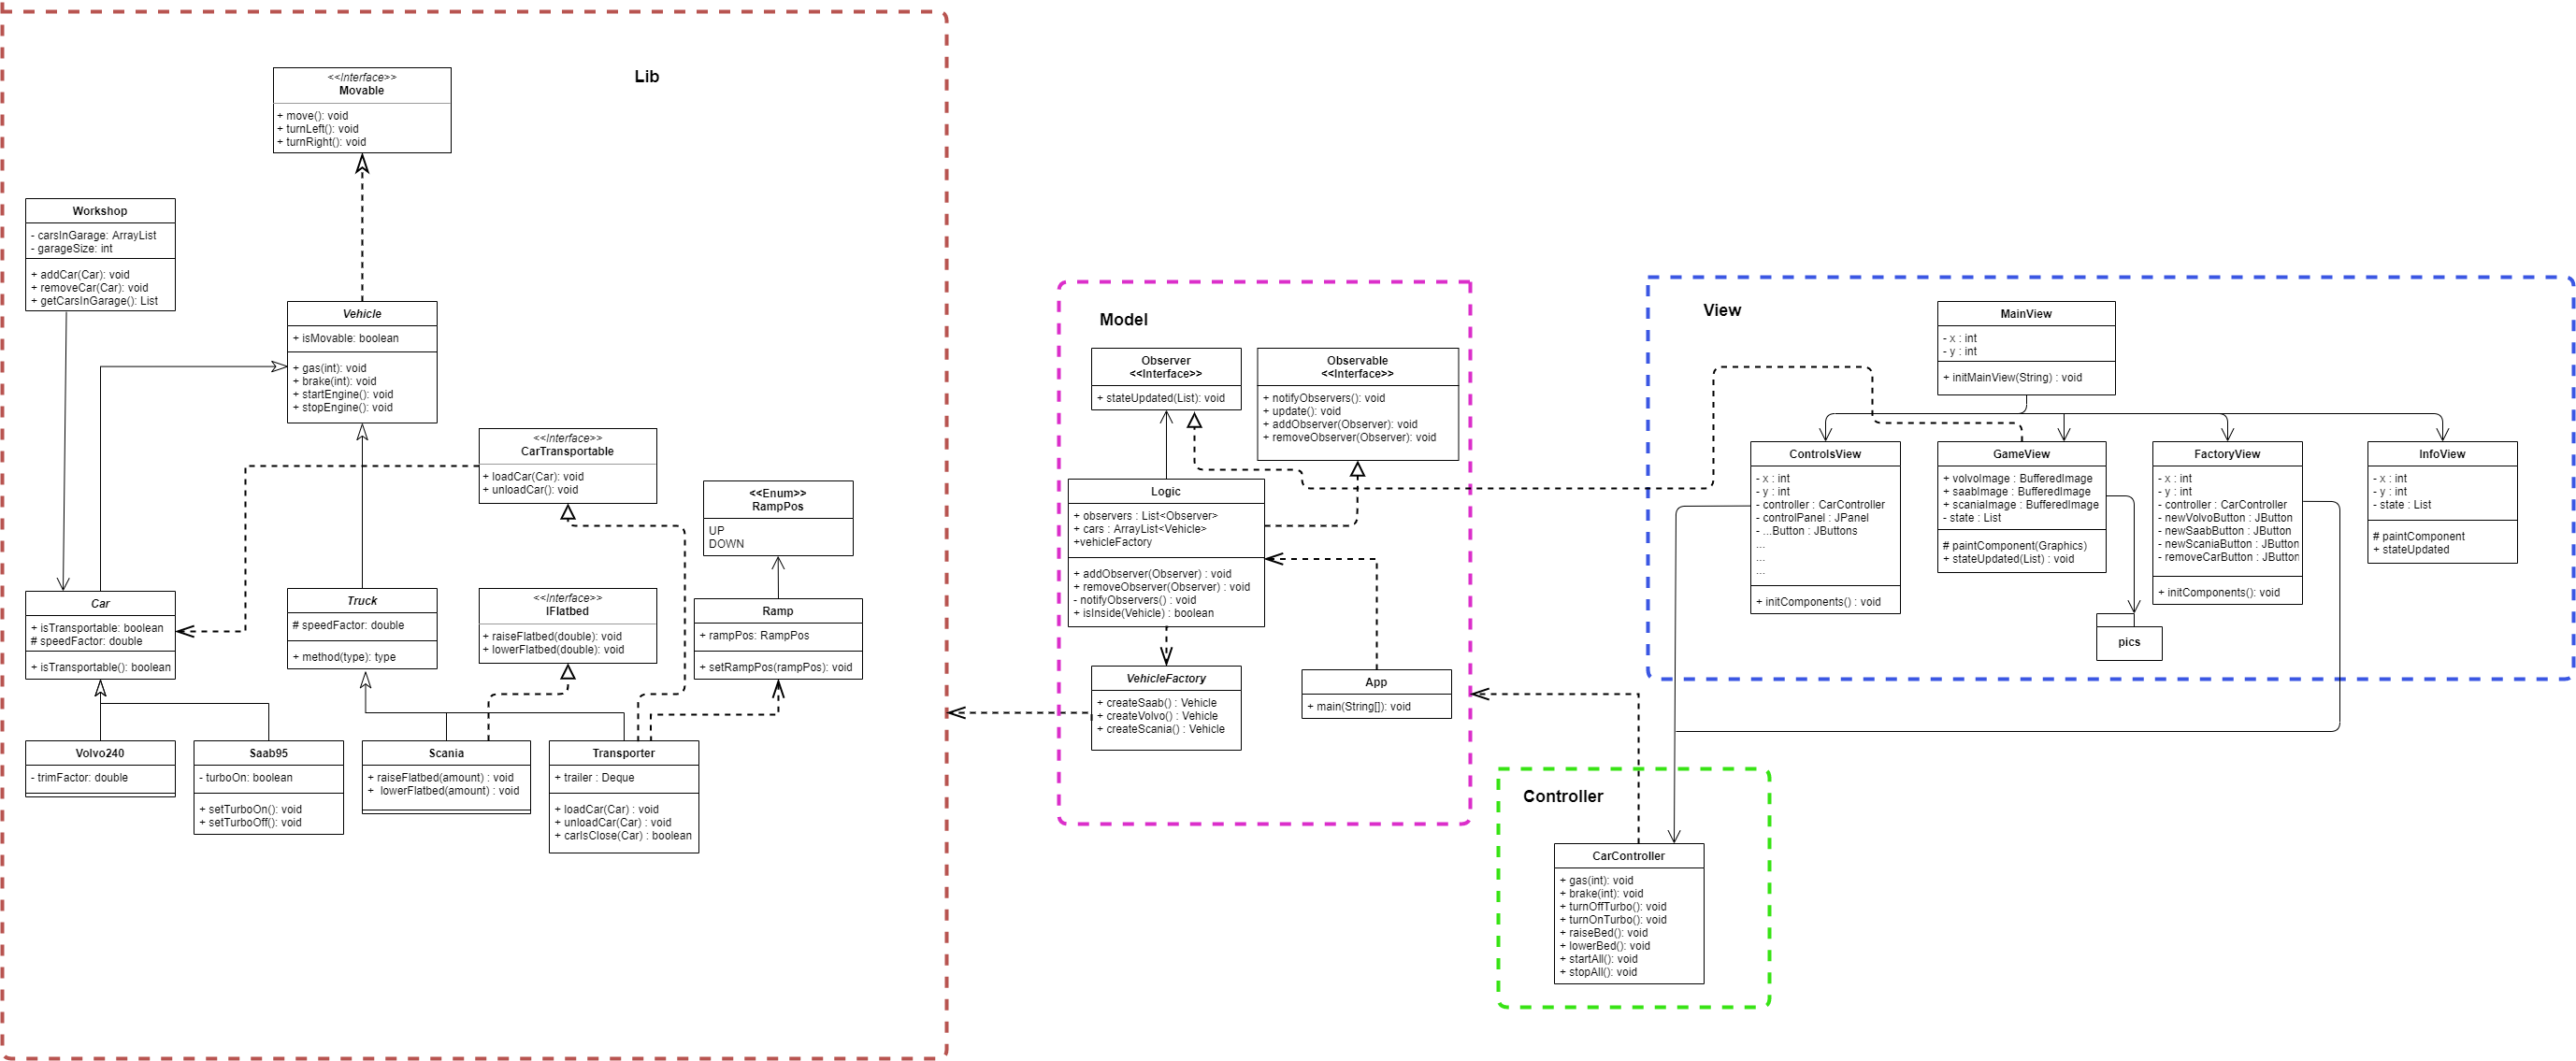 Lib
<<Interface>>
Movable
+ move(): void
+ turnLeft(): void
+ turnRight(): void
Workshop
- carsInGarage: ArrayList
- garageSize: int
+ addCar(Car): void
+ removeCar(Car): void
+ getCarsInGarage(): List
Vehicle
+ isMovable: boolean
+ gas(int): void
+ brake(int): void
+ startEngine(): void
+ stopEngine(): void
<<Interface>>
CarTransportable
+ loadCar(Car): void
+ unloadCar(): void
<<Enum>>
RampPos
UP
DOWN
Car
+ isTransportable: boolean
# speedFactor: double
+ isTransportable(): boolean
Truck
# speedFactor: double
+ method(type): type
<<Interface>>
IFlatbed
+ raiseFlatbed(double): void
+ lowerFlatbed(double): void
Ramp
+ rampPos: RampPos
+ setRampPos(rampPos): void
Volvo240
- trimFactor: double
Saab95
- turboOn: boolean
+ setTurboOn(): void
+ setTurboOff(): void
Scania
+ raiseFlatbed(amount) : void
+ lowerFlatbed(amount) : void
Transporter
+ trailer : Deque
+ loadCar(Car) : void
+ unloadCar(Car) : void
+ carIsClose(Car) : boolean
Model
Observer
<<Interface>>
+ stateUpdated(List): void
Observable
<<Interface>>
+ notifyObservers(): void
+ update(): void
+ addObserver(Observer): void
+ removeObserver(Observer): void
Logic
+ observers : List<Observer>
+ cars : ArrayList<Vehicle>
+vehicleFactory
+ addObserver(Observer) : void
+ removeObserver(Observer) : void
- notifyObservers() : void
+ isInside(Vehicle) : boolean
VehicleFactory
+ createSaab() : Vehicle
+ createVolvo() : Vehicle
+ createScania() : Vehicle
App
+ main(String[]): void
View
MainView
- x : int
- y : int
+ initMainView(String) : void
ControlsView
- x : int
- y : int
- controller : CarController
- controlPanel : JPanel
- ...Button : JButtons
...
...
...
+ initComponents() : void
GameView
+ volvoImage : BufferedImage
+ saabImage : BufferedImage
+ scaniaImage : BufferedImage
- state : List
# paintComponent(Graphics)
+ stateUpdated(List) : void
FactoryView
- x : int
- y : int
- controller : CarController
- newVolvoButton : JButton
- newSaabButton : JButton
- newScaniaButton : JButton
- removeCarButton : JButton
+ initComponents(): void
InfoView
- x : int
- y : int
- state : List
# paintComponent
+ stateUpdated
pics
Controller
CarController
+ gas(int): void
+ brake(int): void
+ turnOffTurbo(): void
+ turnOnTurbo(): void
+ raiseBed(): void
+ lowerBed(): void
+ startAll(): void
+ stopAll(): void